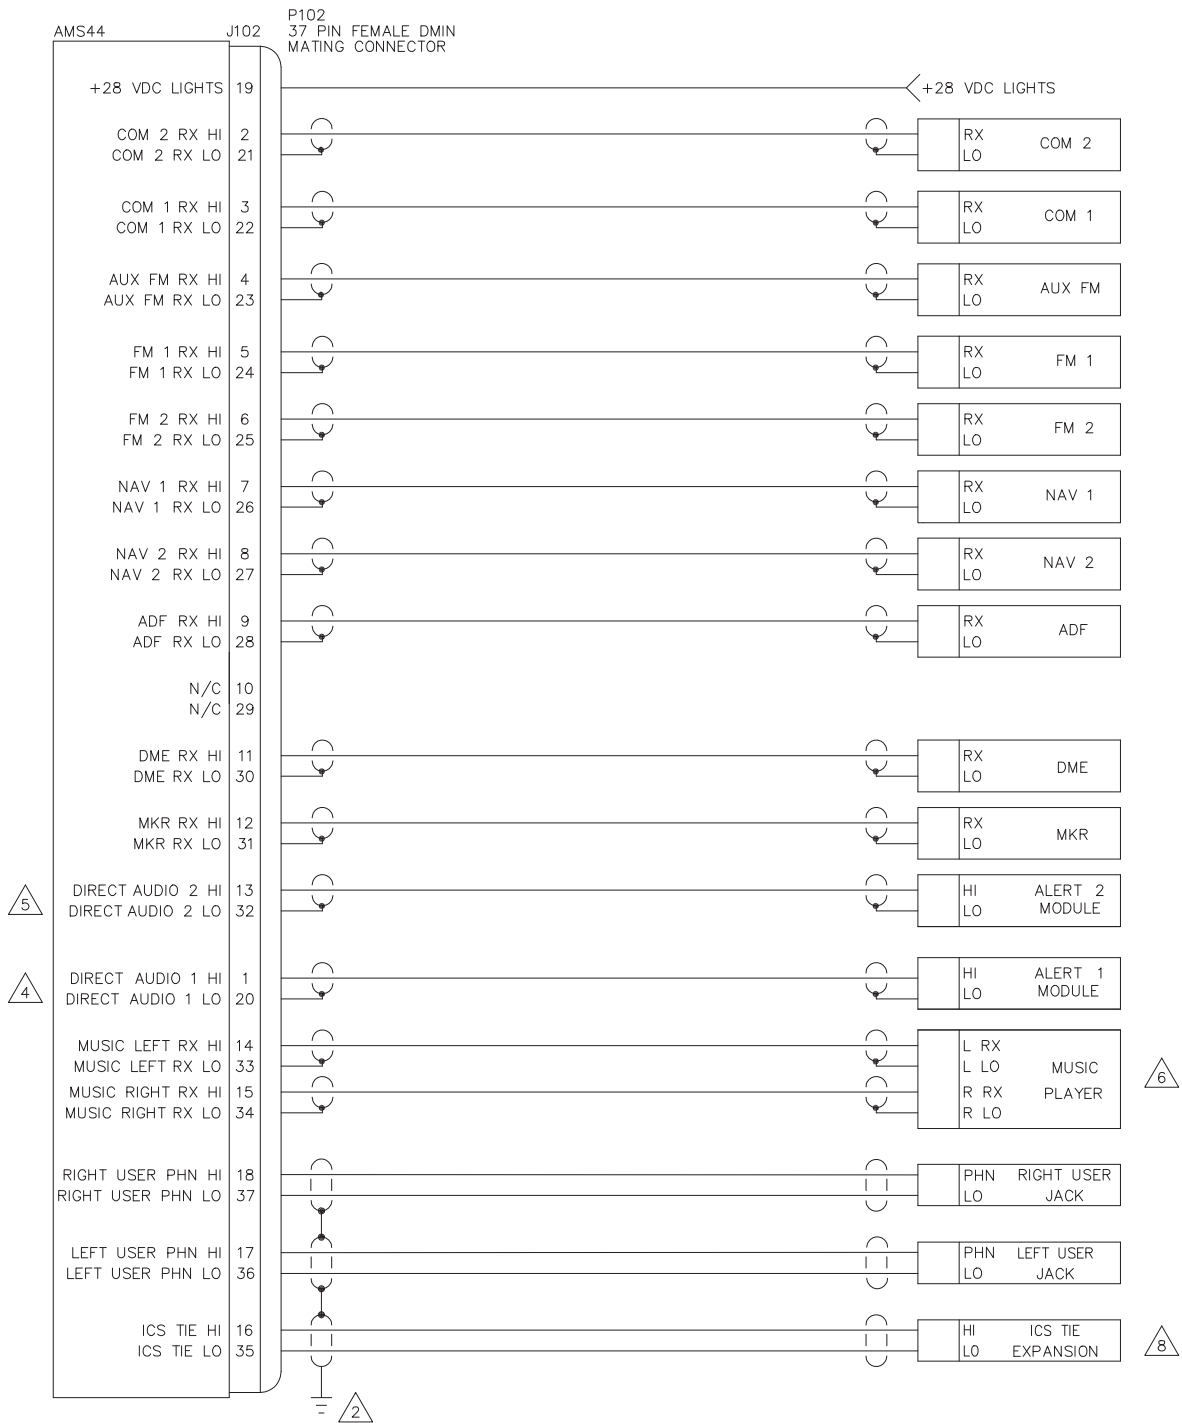 P102
AMS44 J102 37 PIN FEMALE DMIN
MATING CONNECTOR
+28 VDC LIGHTS 19 +28 VDC LIGHTS
COM 2 RX HI 2 RX
COM 2
COM 2 RX LO 21 LO
COM 1 RX HI 3 RX
COM 1
COM 1 RX LO 22 LO
AUX FM RX HI 4 RX
AUX FM
AUX FM RX LO 23 LO
FM 1 RX HI 5 RX
FM 1
FM 1 RX LO 24 LO
FM 2 RX HI 6 RX
FM 2
FM 2 RX LO 25 LO
NAV 1 RX HI 7 RX
NAV 1
NAV 1 RX LO 26 LO
NAV 2 RX HI 8 RX
NAV 2
NAV 2 RX LO 27 LO
ADF RX HI 9 RX
ADF
ADF RX LO 28 LO
N/C 10
N/C 29
DME RX HI 11 RX
DME
DME RX LO 30 LO
MKR RX HI 12 RX
MKR
MKR RX LO 31 LO
DIRECT AUDIO 2 HI 13 HI ALERT 2
5
DIRECT AUDIO 2 LO 32 LO MODULE
DIRECT AUDIO 1 HI 1 HI ALERT 1
4
DIRECT AUDIO 1 LO 20 LO MODULE
MUSIC LEFT RX HI 14 L RX
MUSIC LEFT RX LO 33 L LO MUSIC
6
MUSIC RIGHT RX HI 15 R RX PLAYER
MUSIC RIGHT RX LO 34 R LO
RIGHT USER PHN HI 18 PHN RIGHT USER
RIGHT USER PHN LO 37 LO JACK
LEFT USER PHN HI 17 PHN LEFT USER
LEFT USER PHN LO 36 LO JACK
ICS TIE HI 16 HI ICS TIE
8
ICS TIE LO 35 LO EXPANSION
2